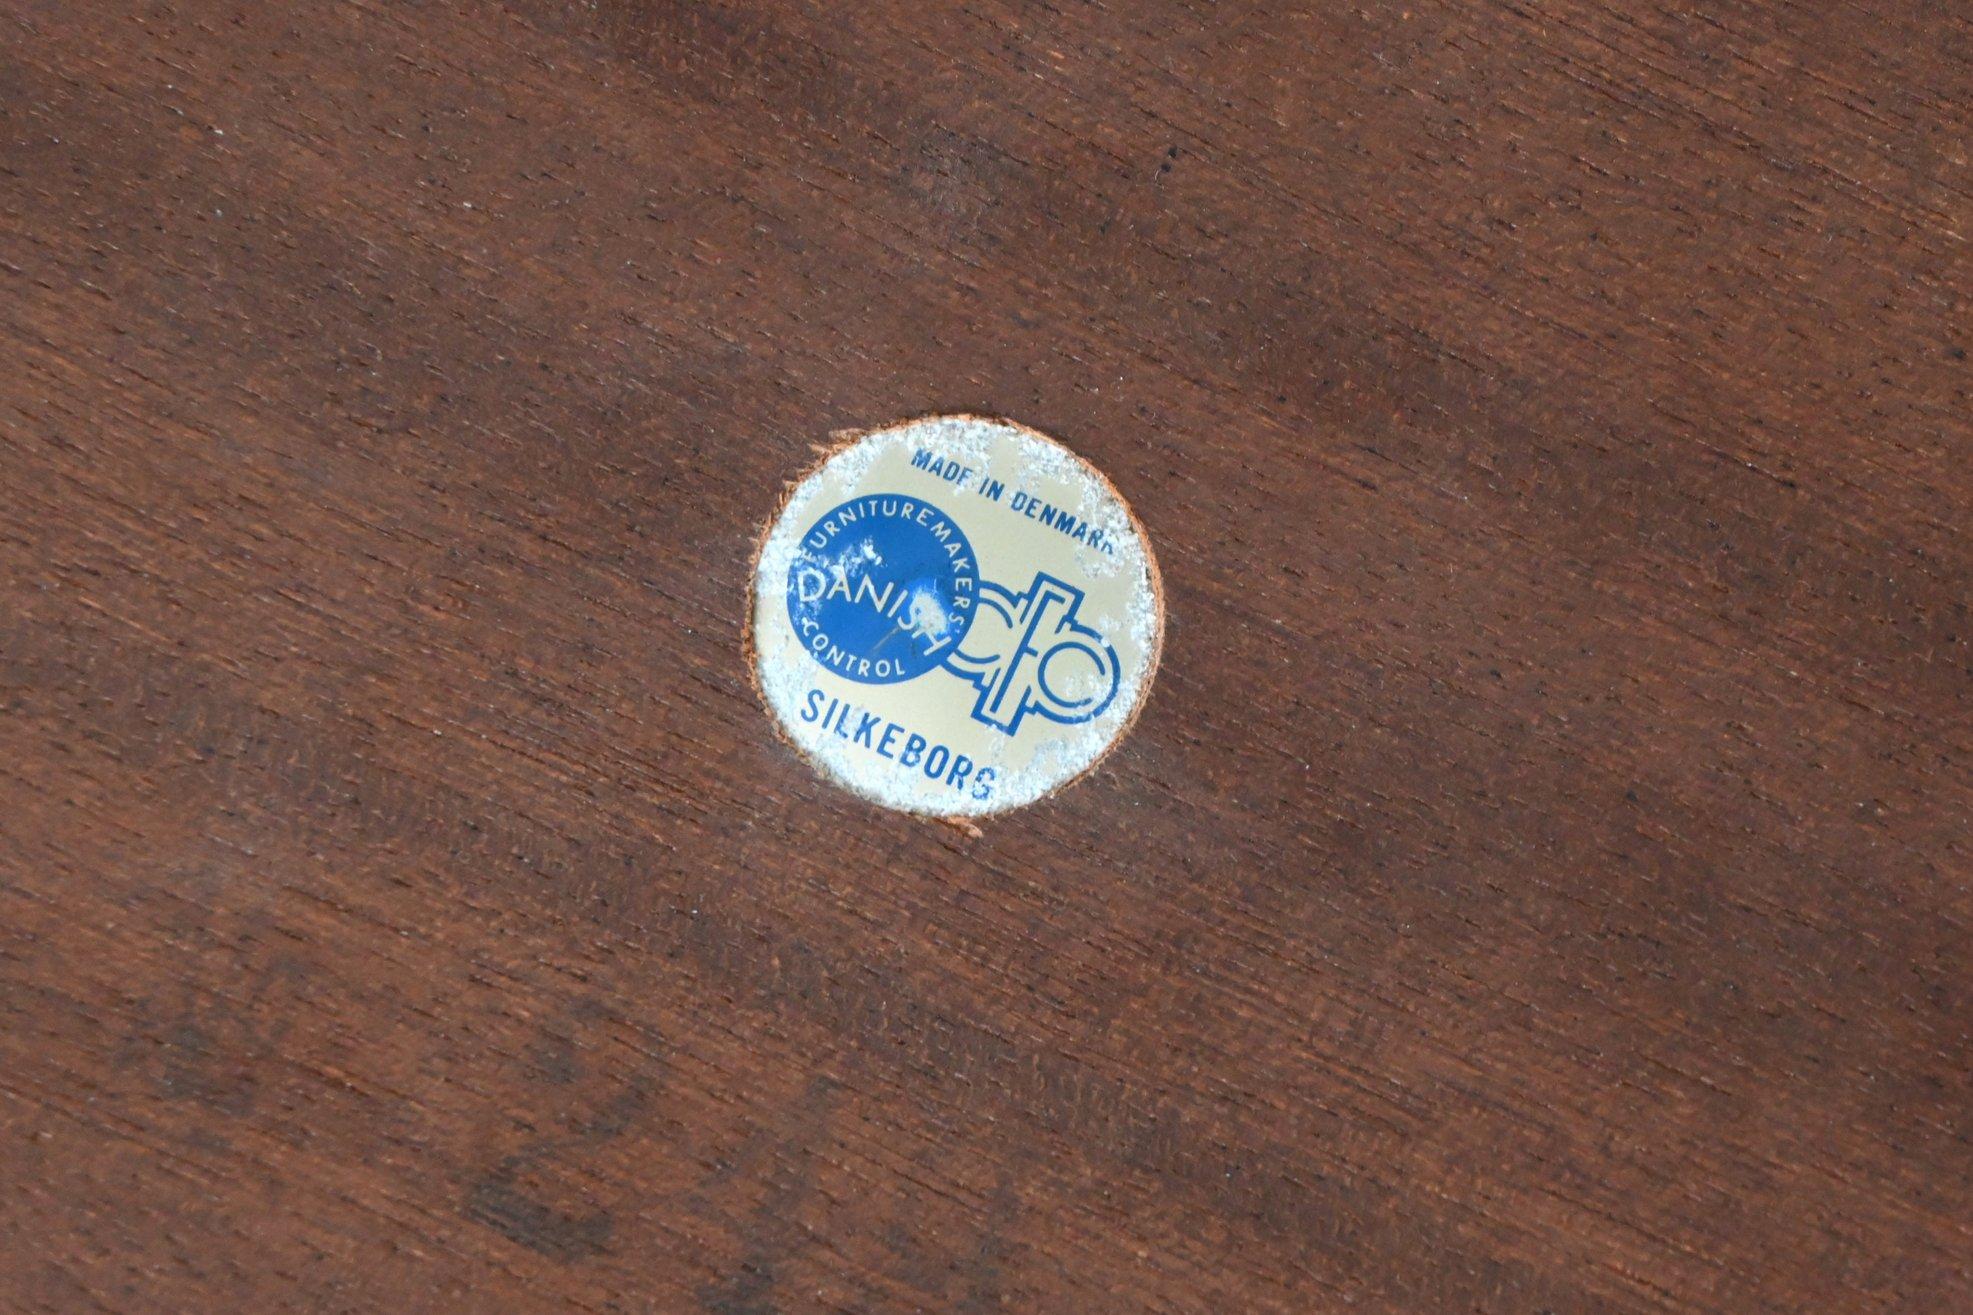 MADE IN DENMARK
FURNITUREMAKERS'
DANISH
CONTROL
SILKEBORG